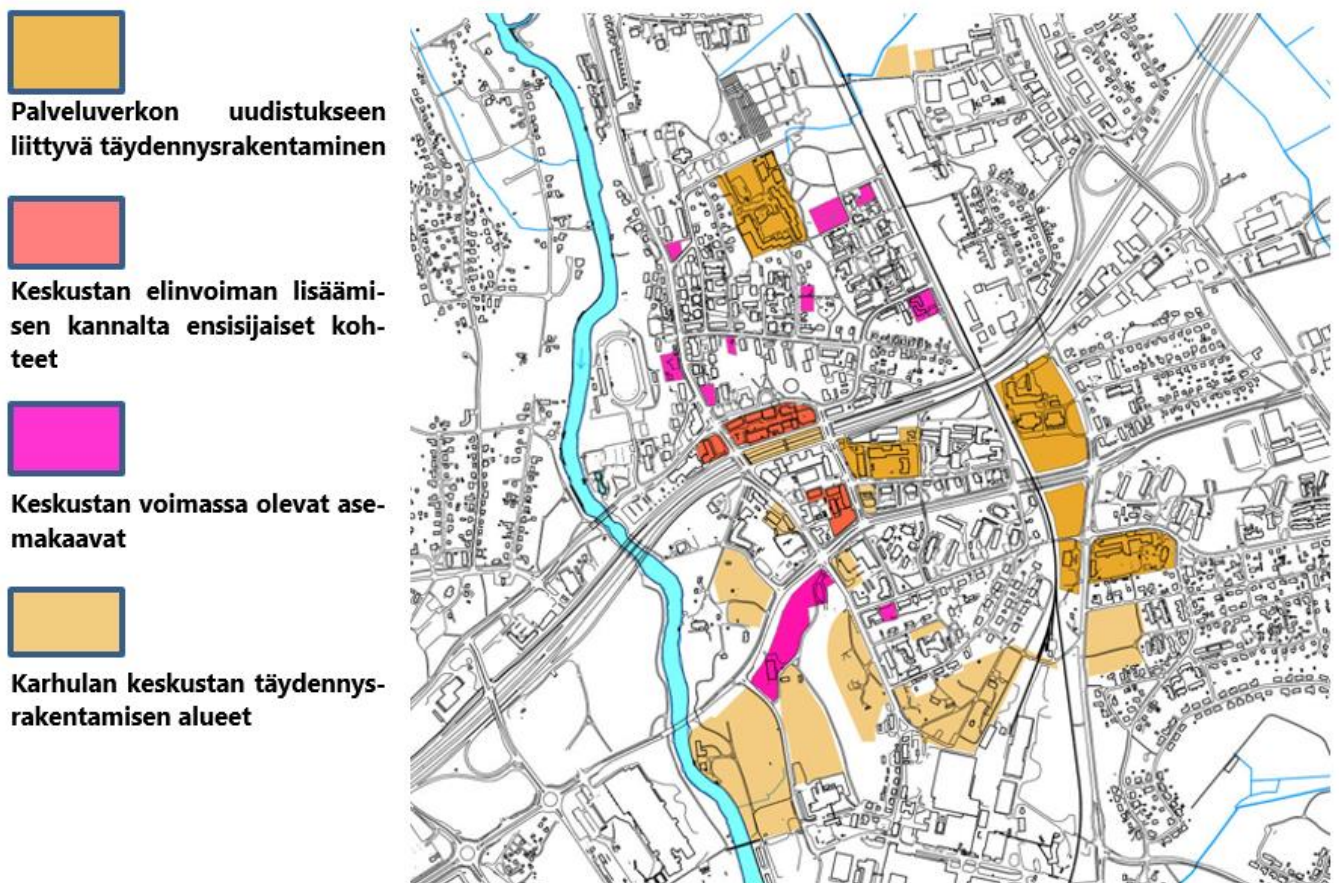 Palveluverkon uudistukseen
liittyvä täydennysrakentaminen
Keskustan elinvoiman lisäämi-
sen kannalta ensisijaiset koh-
teet
Keskustan voimassa olevat ase-
makaavat
Karhulan keskustan täydennys-
rakentamisen alueet